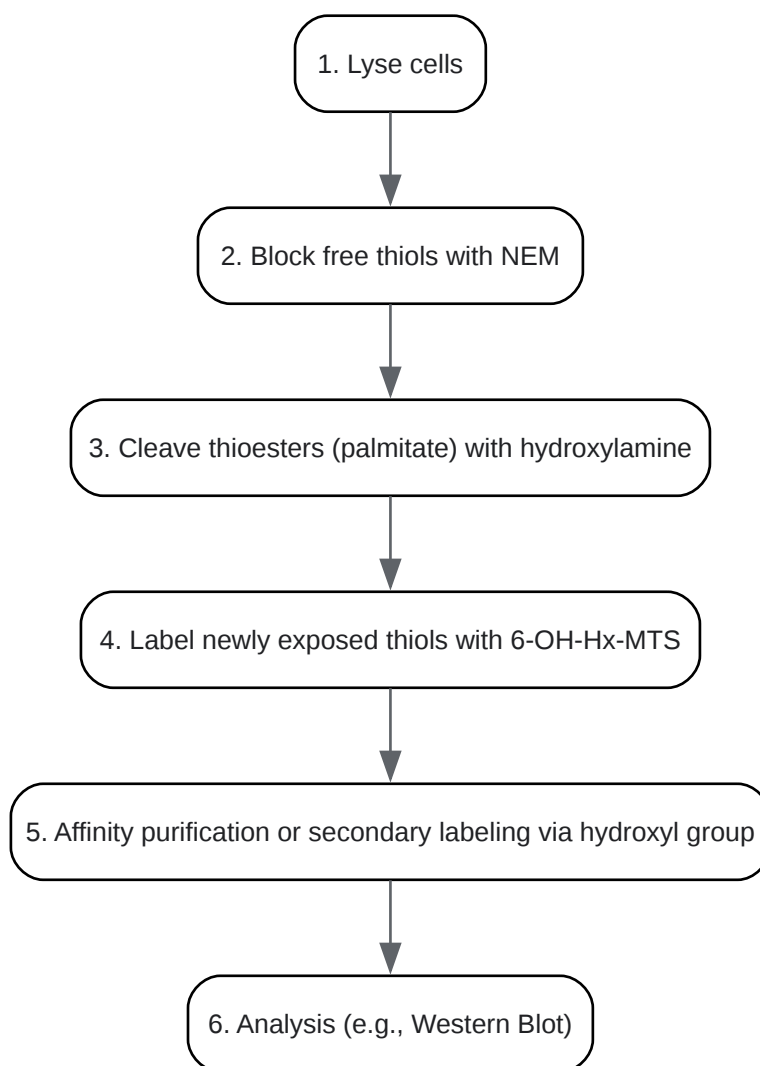 1. Lyse cells
2. Block free thiols with NEM
3. Cleave thioesters (palmitate) with hydroxylamine
4. Label newly exposed thiols with 6-OH-Hx-MTS
5. Affinity purification or secondary labeling via hydroxyl group
6. Analysis (e.g., Western Blot)